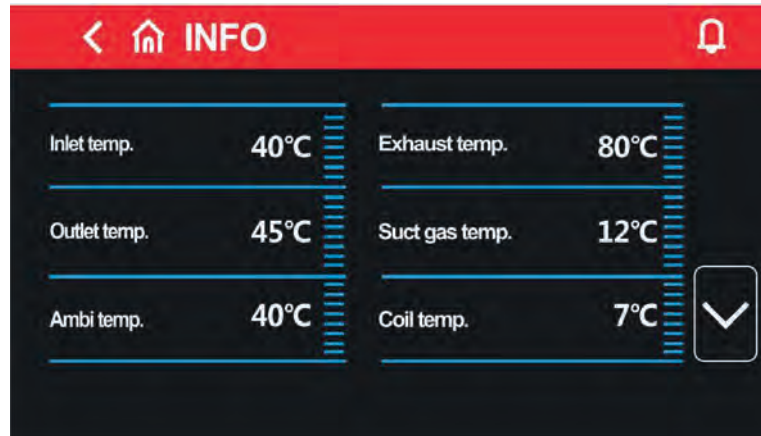 INFO
Inlet temp. 40°C Exhaust temp. 80°C
Outlet temp. 45°C Suct gas temp. 12°C
Ambi temp. 40°C Coil temp. 7°C